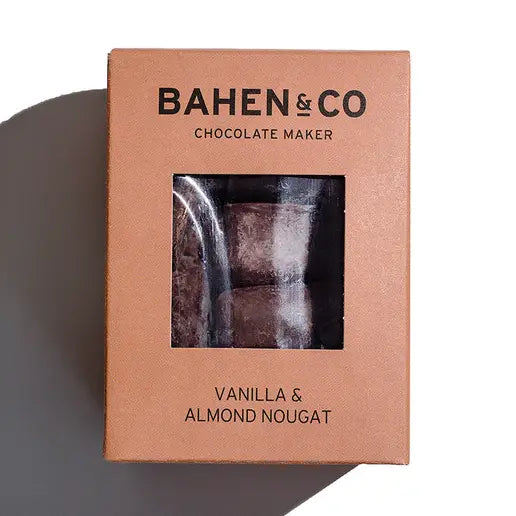 BAHEN & CO
CHOCOLATE MAKER
VANILLA &
ALMOND NOUGAT